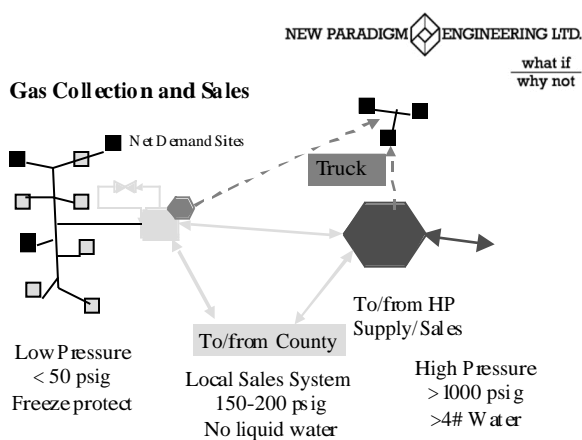 NEW PARADIGM ENGINEERING LTD.
what if
why not
Gas Collection and Sales
Net Demand Sites
Truck
To/from HP
Supply/Sales
To/from County
Low Pressure
< 50 psig
Freeze protect
Local Sales System
150-200 psig
No liquid water
High Pressure
>1000 psig
>4# Water